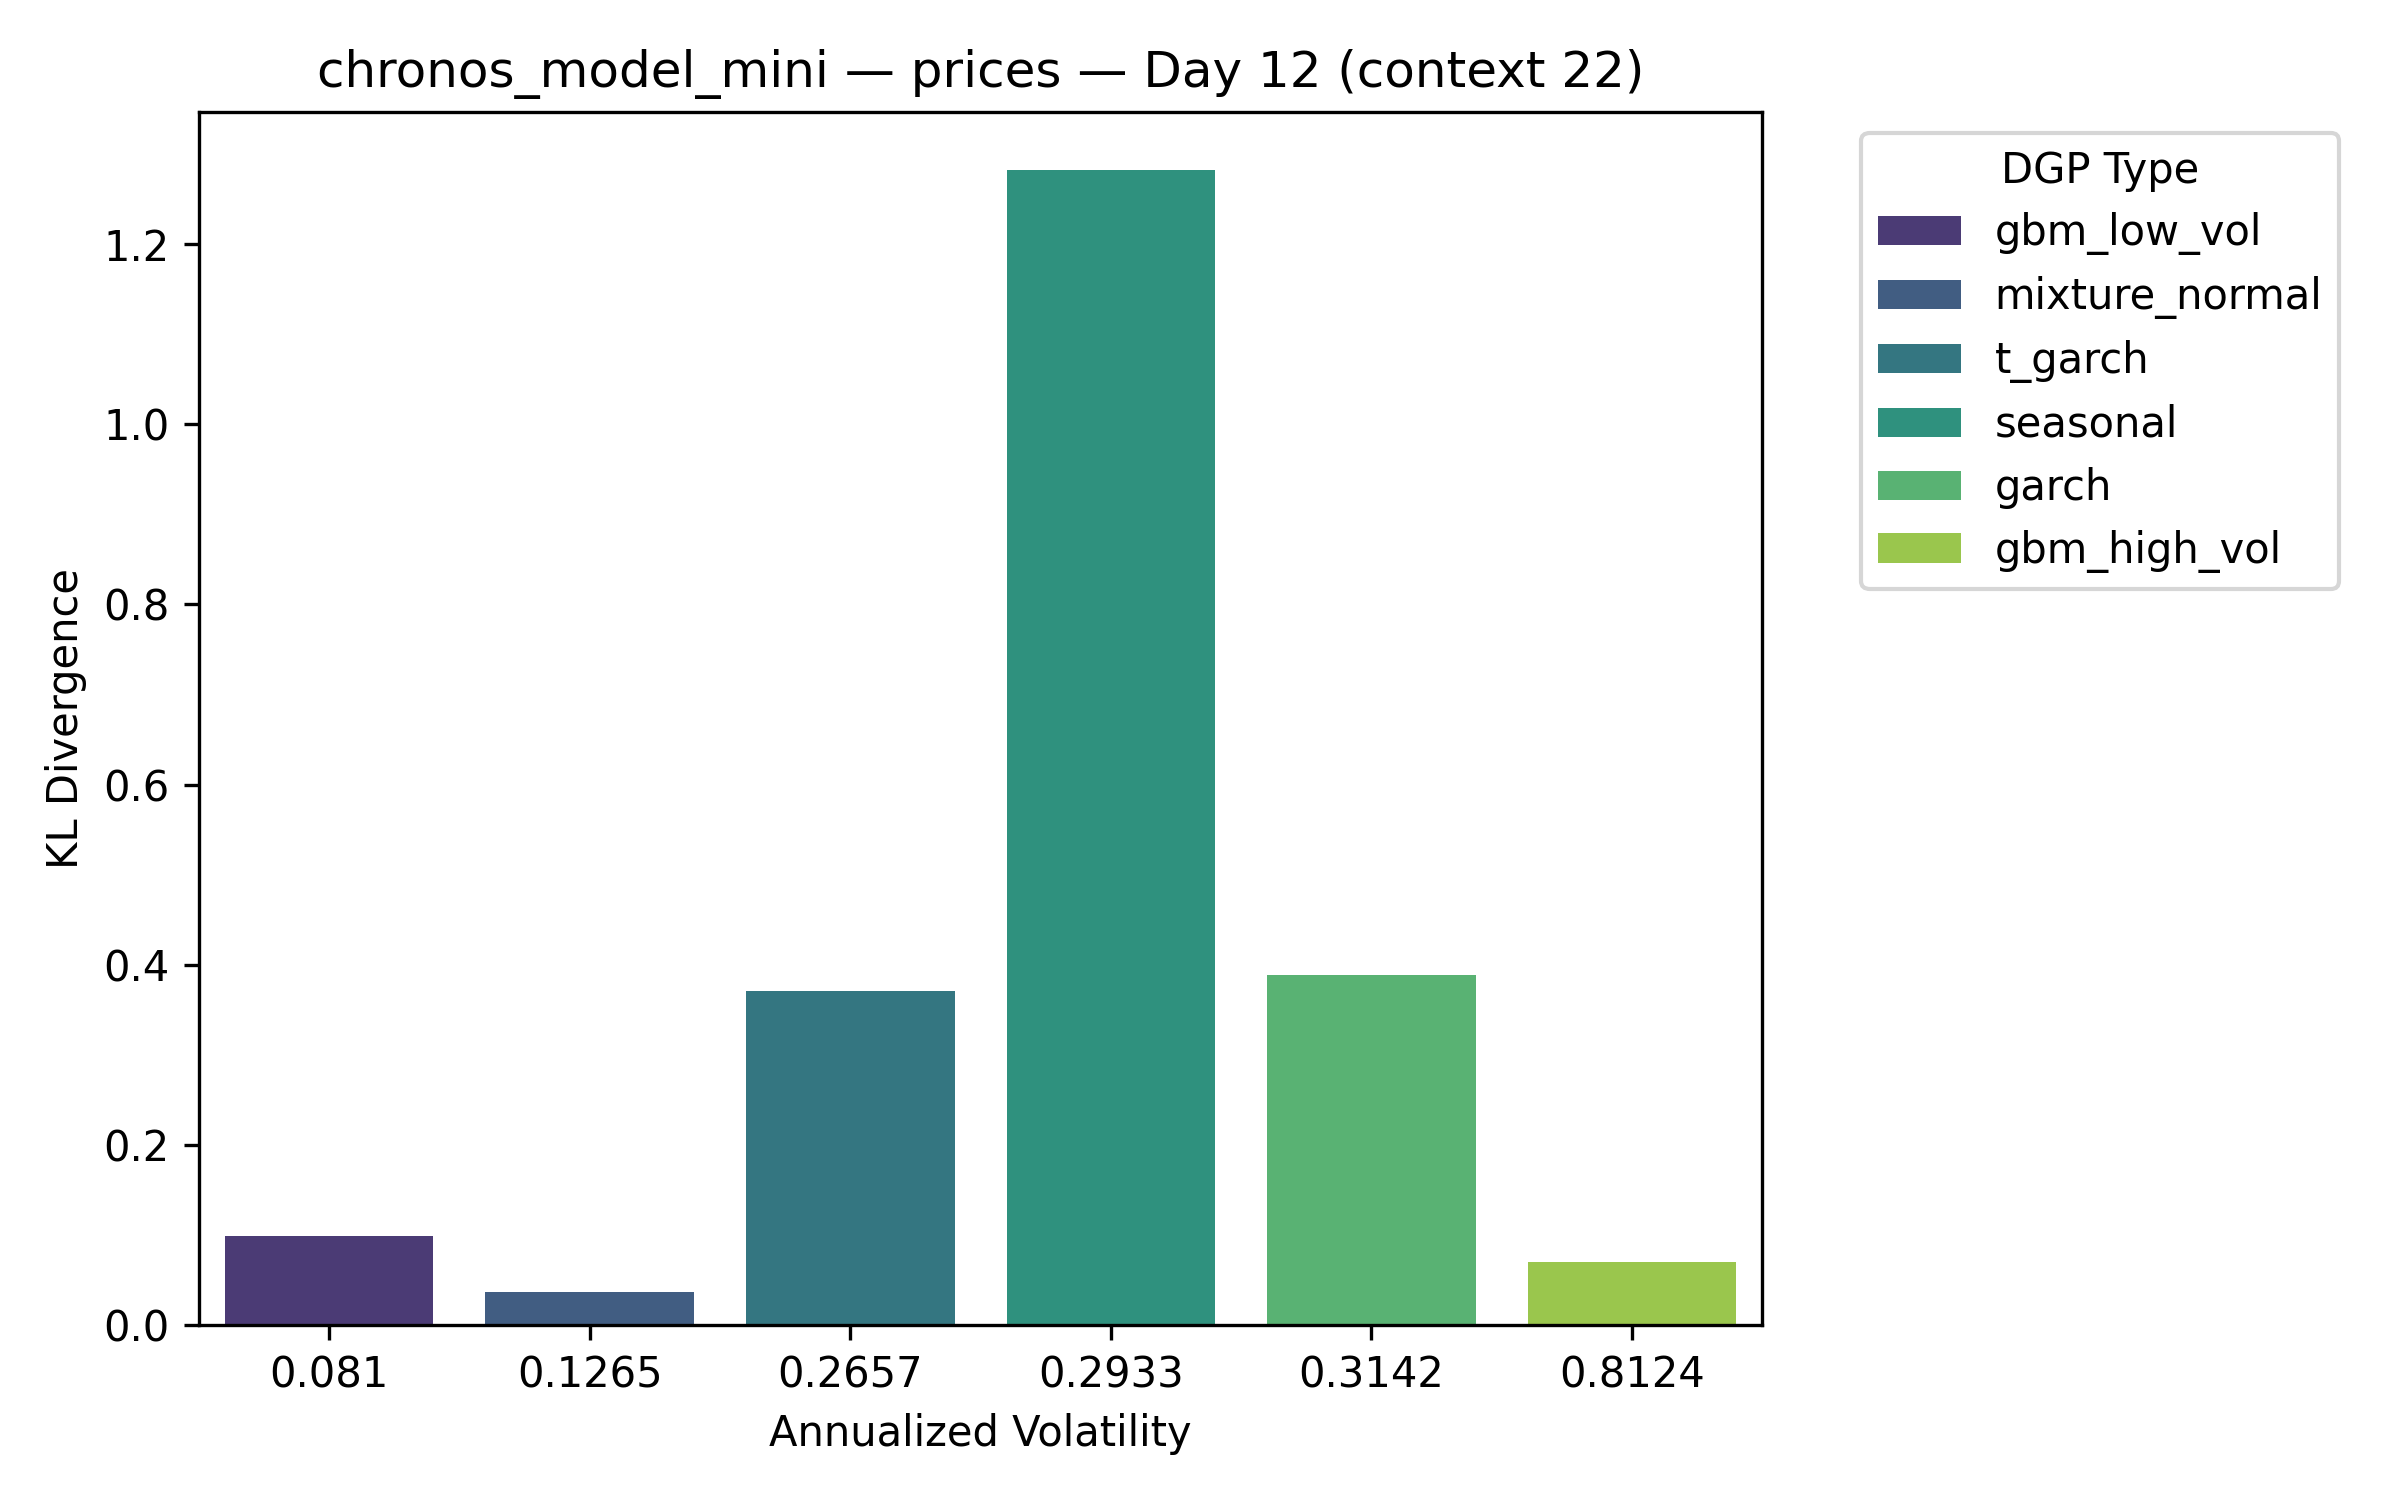 chronos_model_mini — prices — Day 12 (context 22)
DGP Type
gbm_low_vol
mixture_normal
t_garch
seasonal
garch
gbm_high_vol
KL Divergence
1.2
1.0
0.8
0.6
0.4
0.2
0.0
0.081 0.1265 0.2657 0.2933 0.3142 0.8124
Annualized Volatility